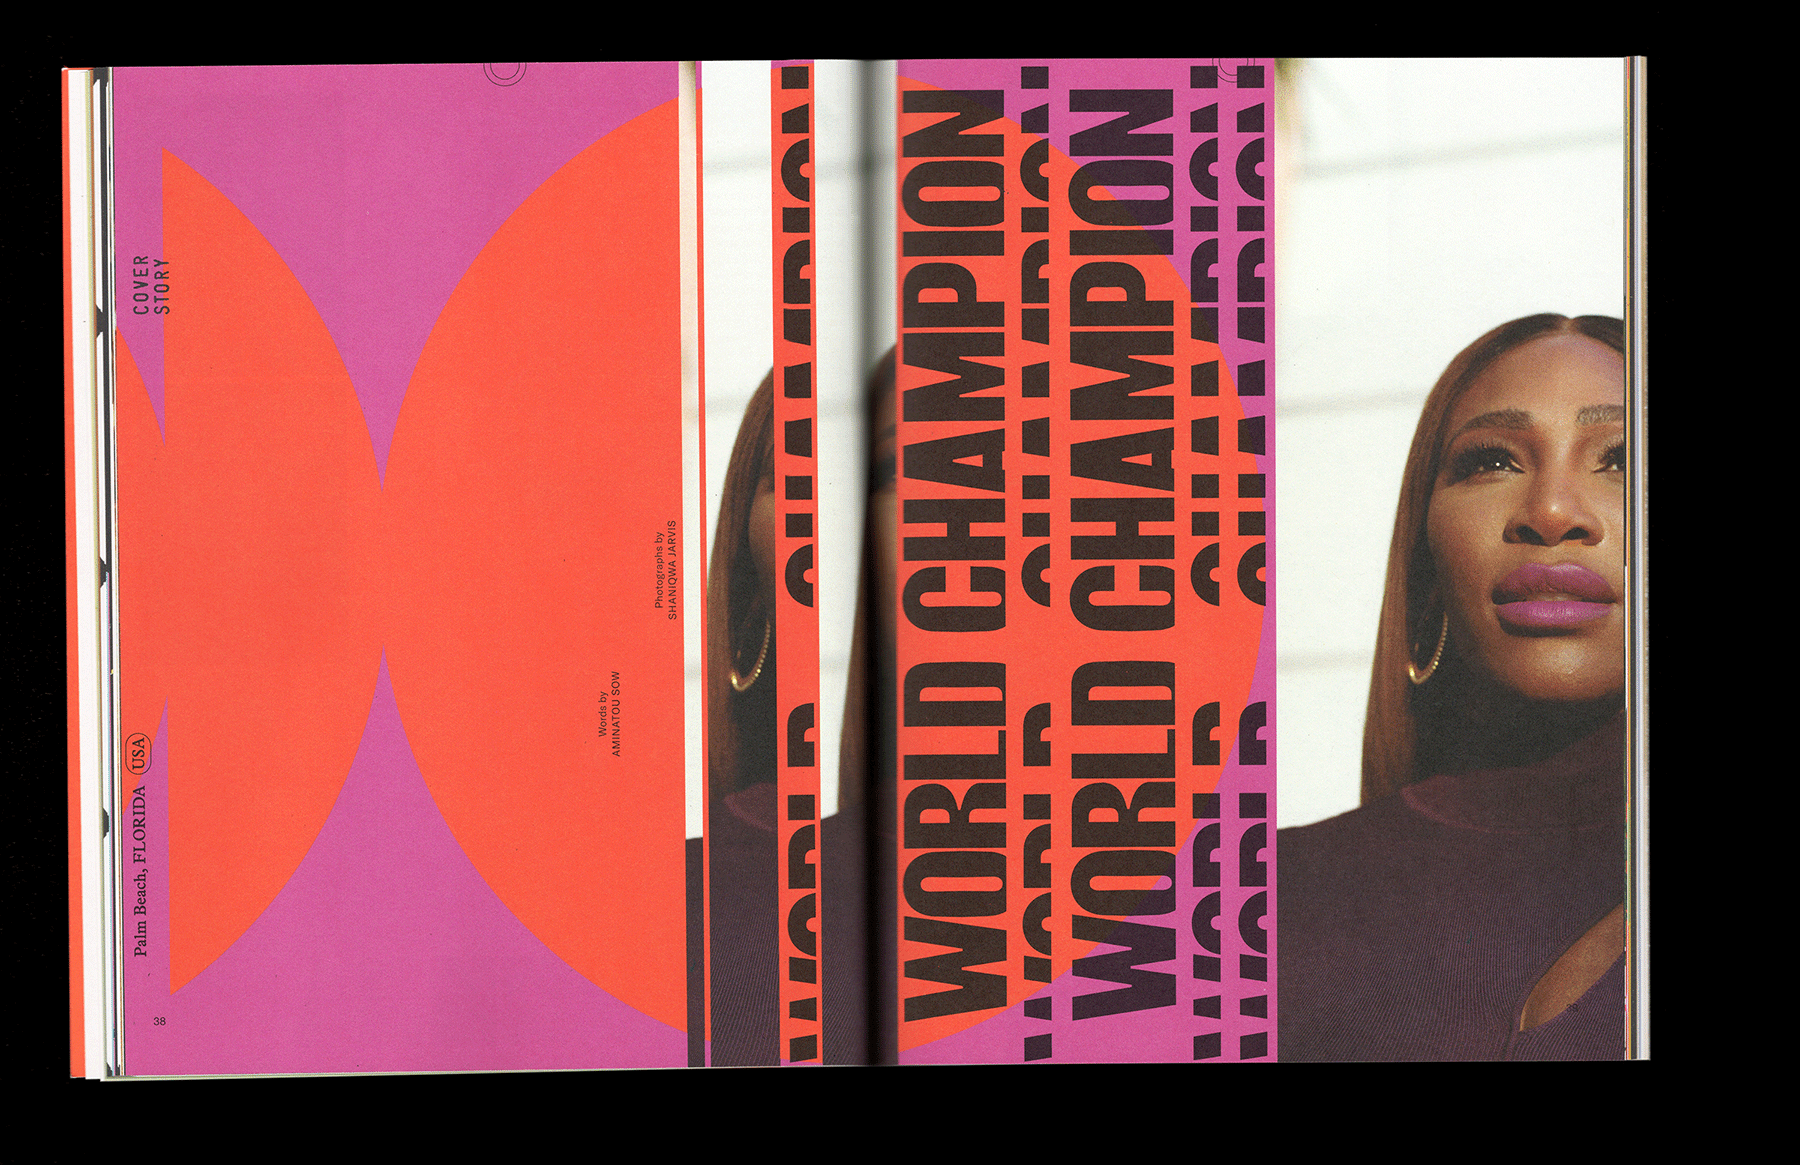 COVER
STORY
Palm Beach, FLORIDA USA
38
Words by
AMINATOU SOW
Photographs by
SHANIQWA JARVIS
WORLD CHAMPION
WORLD CHAMPION